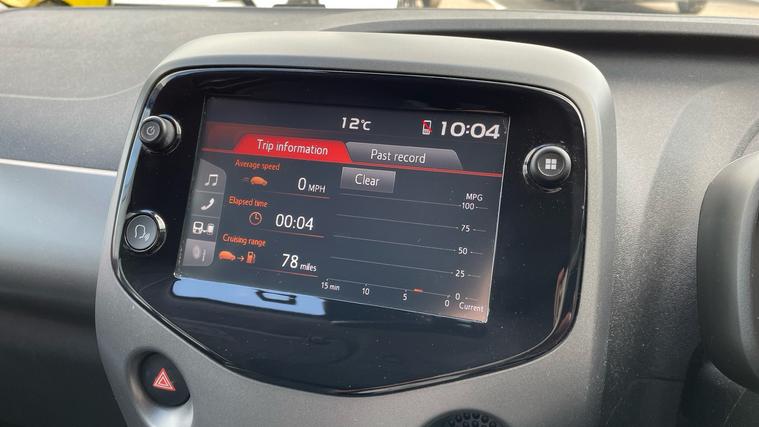 12°C 10:04
Trip information Past record
Average speed
0 MPH
Clear
Elapsed time
00:04
Cruising range
78 miles
MPG
100
75
50
25
0
15 min 10 5 0 Current